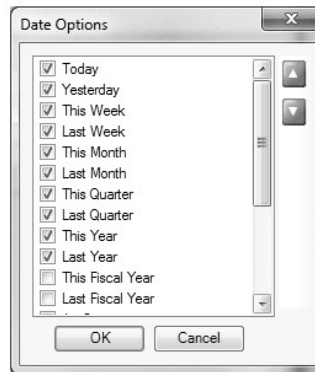 Date Options
Today
Yesterday
This Week
Last Week
This Month
Last Month
This Quarter
Last Quarter
This Year
Last Year
This Fiscal Year
Last Fiscal Year
OK
Cancel